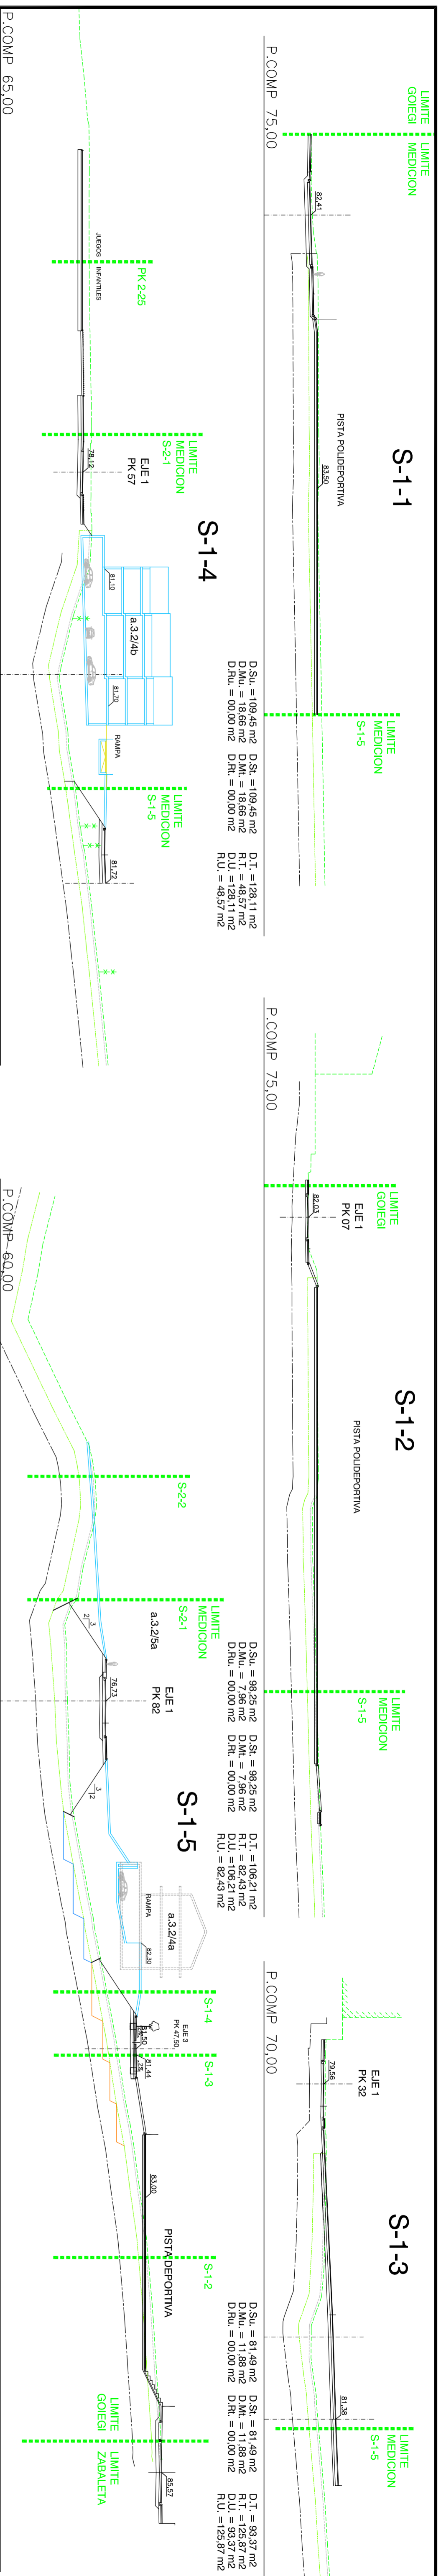 S-1-1
LIMITE
GOIEGI
LIMITE
MEDICION
82,41
PISTA POLIDEPORTIVA
83,50
LIMITE
MEDICION
S-1-5
P.COMP 75,00
D.Su. =109,45 m2 D.St. =109,45 m2 D.T. =128,11 m2
D.Mu. = 18,66 m2 D.Mt. = 18,66 m2 R.T. = 48,57 m2
D.Ru. = 00,00 m2 D.Rt. = 00,00 m2 D.U. =128,11 m2
R.U. = 48,57 m2
S-1-2
LIMITE
GOIEGI
EJE 1
PK 07
82,03
PISTA POLIDEPORTIVA
LIMITE
MEDICION
S-1-5
P.COMP 75,00
D.Su. = 98,25 m2 D.St. = 98,25 m2 D.T. =106,21 m2
D.Mu. = 7,96 m2 D.Mt. = 7,96 m2 R.T. = 82,43 m2
D.Ru. = 00,00 m2 D.Rt. = 00,00 m2 D.U. =106,21 m2
R.U. = 82,43 m2
S-1-3
EJE 1
PK 32
79,56
81,38
LIMITE
MEDICION
S-1-5
P.COMP 70,00
D.Su. = 81,49 m2 D.St. = 81,49 m2 D.T. = 93,37 m2
D.Mu. = 11,88 m2 D.Mt. = 11,88 m2 R.T. =125,87 m2
D.Ru. = 00,00 m2 D.Rt. = 00,00 m2 D.U. = 93,37 m2
R.U. =125,87 m2
S-1-4
PK 2-25
JUEGOS INFANTILES
LIMITE
MEDICION
S-2-1
EJE 1
PK 57
78,12
81,10
a.3.2/4b
81,70
RAMPA
LIMITE
MEDICION
S-1-5
81,72
P.COMP 65,00
S-1-5
S-2-2
LIMITE
MEDICION
S-2-1
a.3.2/5a
3
2
EJE 1
PK 82
76,73
3
2
a.3.2/4a
RAMPA
82,30
S-1-4
EJE 3
PK 47,50
81,44
S-1-3
83,00
S-1-2
PISTA DEPORTIVA
LIMITE
GOIEGI
LIMITE
ZABALETA
85,57
P.COMP 60,00